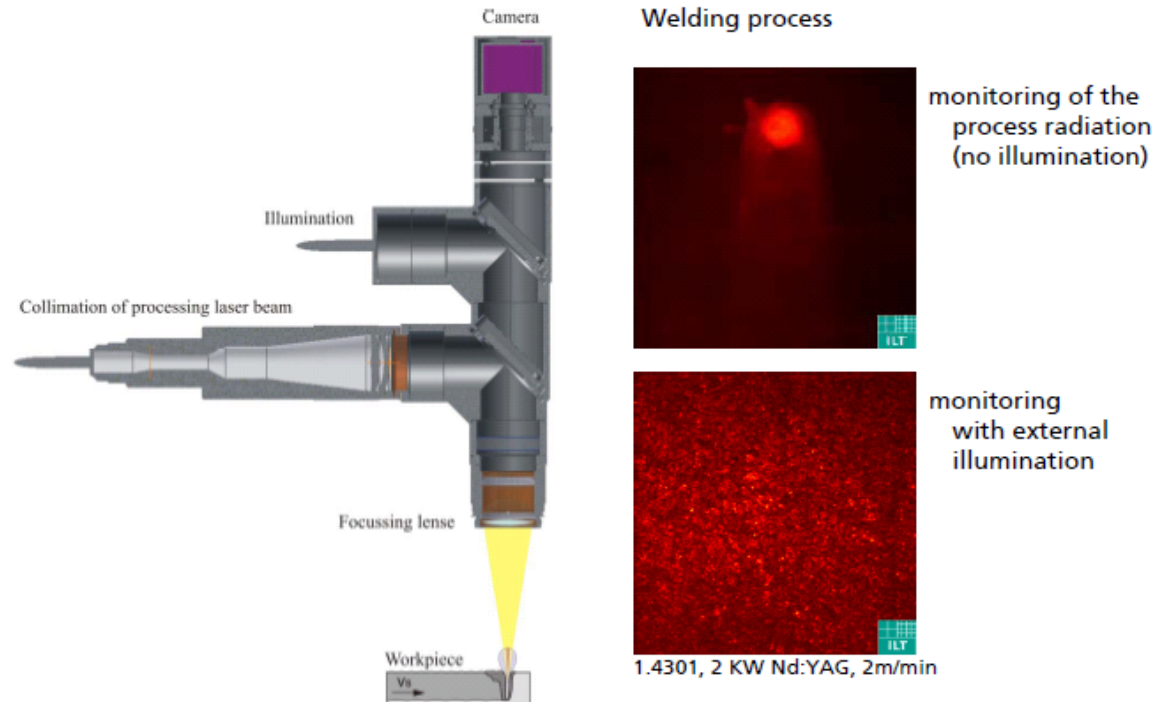 Camera
Illumination
Collimation of processing laser beam
Focussing lense
Workpiece
Vs
Welding process
monitoring of the
process radiation
(no illumination)
ILT
monitoring
with external
illumination
ILT
1.4301, 2 KW Nd:YAG, 2m/min